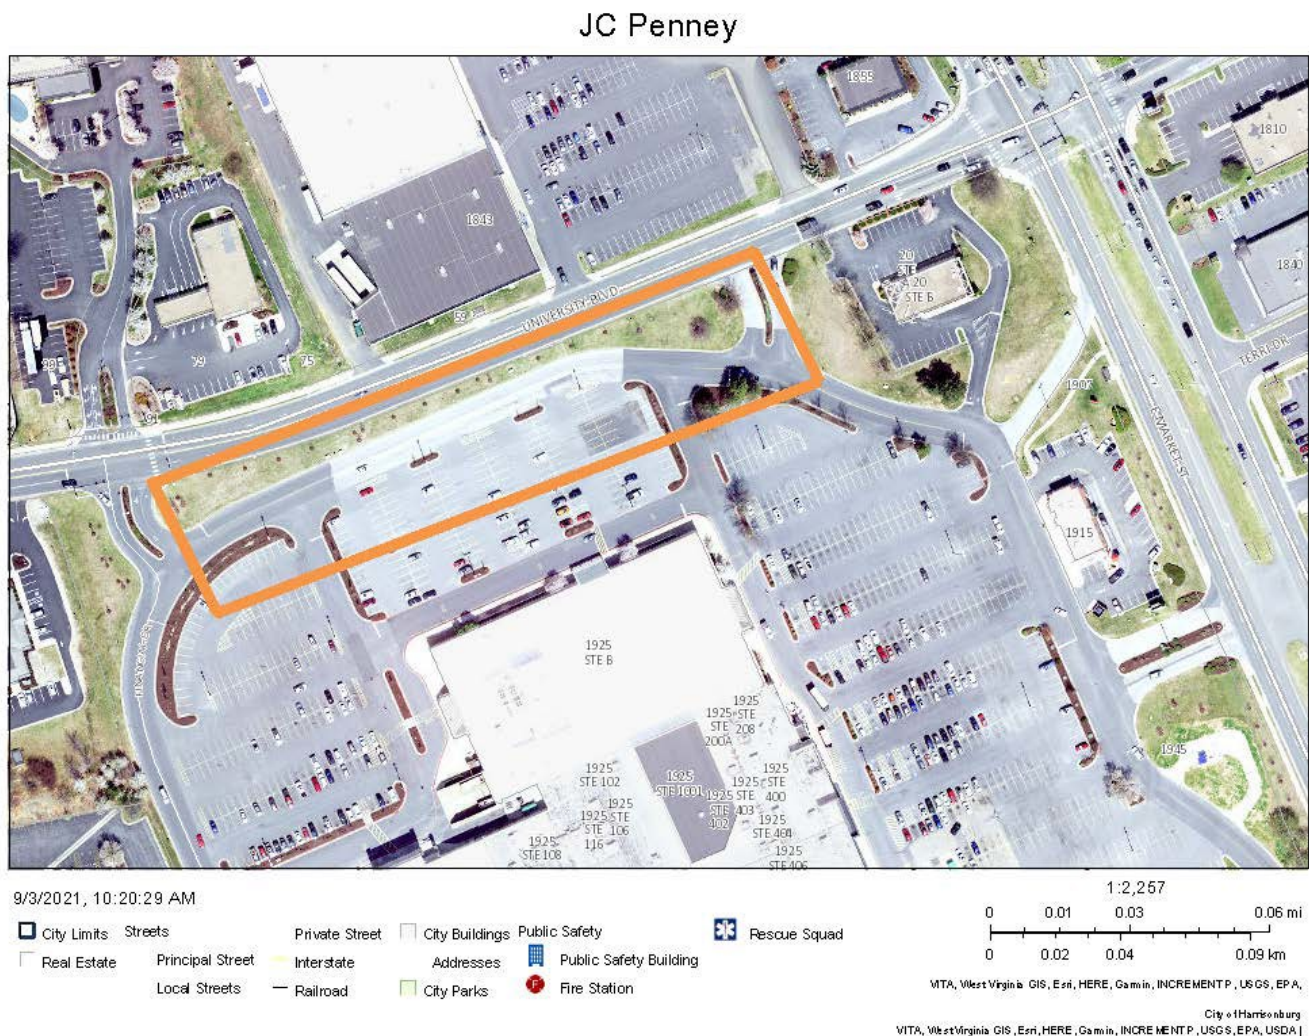 JC Penney
1855
1810
1843
20
STE
A 20
STE B
1840
UNIVERSITY BLVD
TERRI DR
79
75
1907
E MARKET ST
1915
1925
STE B
1925
STE
208
1925
STE
200A
1945
1925
STE 102
1925
STE 1001
1925
STE
402
1925
STE
403
1925
STE
400
1925
STE
106
1925
STE
116
1925
STE 404
STE 108
1925
STE 406
9/3/2021, 10:20:29 AM
1:2,257
0 0.01 0.03 0.06 mi
0 0.02 0.04 0.09 km
City Limits Streets Private Street City Buildings Public Safety Rescue Squad
Real Estate Principal Street Interstate Addresses Public Safety Building
Local Streets Railroad City Parks F Fire Station
VITA, West Virginia GIS, Esri, HERE, Garmin, INCREMENT P, USGS, EPA,
City of Harrisonburg
VITA, West Virginia GIS, Esri, HERE, Garmin, INCREMENT P, USGS, EPA, USDA |